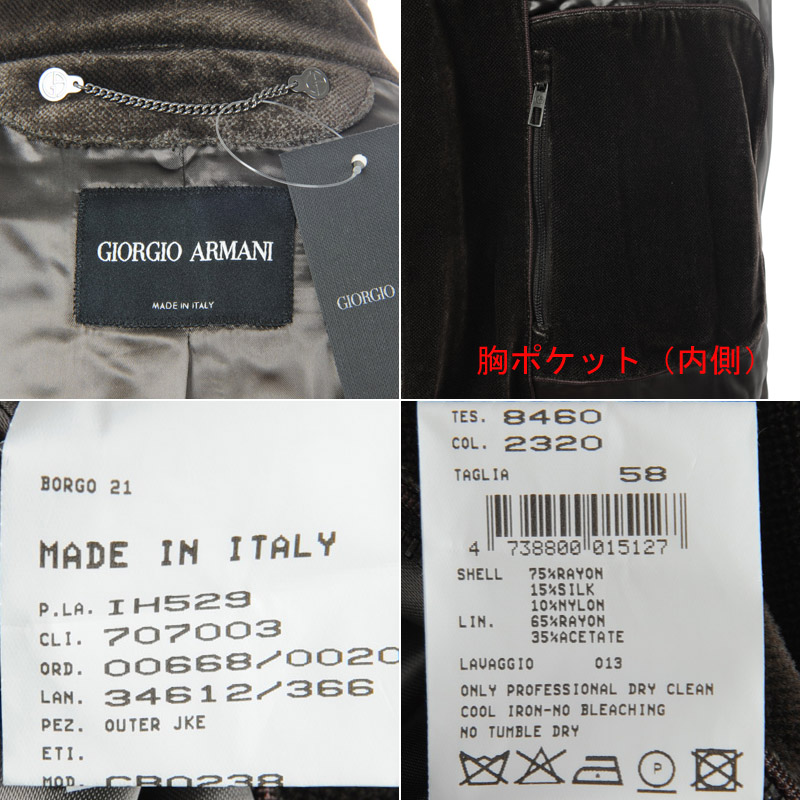 GIORGIO ARMANI
MADE IN ITALY
GIORGIO
胸ポケット（内側）
BORGO 21
MADE IN ITALY
P.LA. IH529
CLI. 707003
ORD. 00668/0020
LAN. 34612/366
PEZ. OUTER JKE
ETI.
MOD. CR0238
TES. 8460
COL. 2320
TAGLIA 58
4 738800 015127
SHELL 75%RAYON
15%SILK
10%NYLON
LIN. 65%RAYON
35%ACETATE
LAVAGGIO 013
ONLY PROFESSIONAL DRY CLEAN
COOL IRON-NO BLEACHING
NO TUMBLE DRY
P